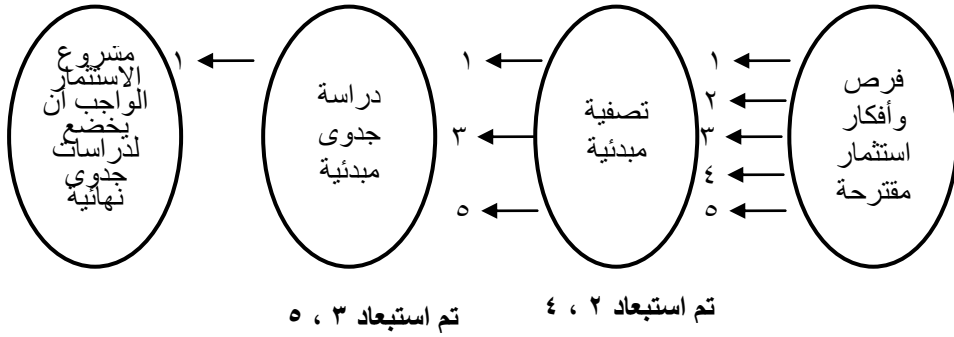 فرص
وأفكار
استثمار
مقترحة
١
٢
٣
٤
٥
تصفية
مبدئية
١
٣
٥
دراسة
جدوى
مبدئية
١
مشروع
الاستثمار
الواجب أن
يخضع
لدراسات
جدوى
نهائية
تم استبعاد ٢ ، ٤
تم استبعاد ٣ ، ٥